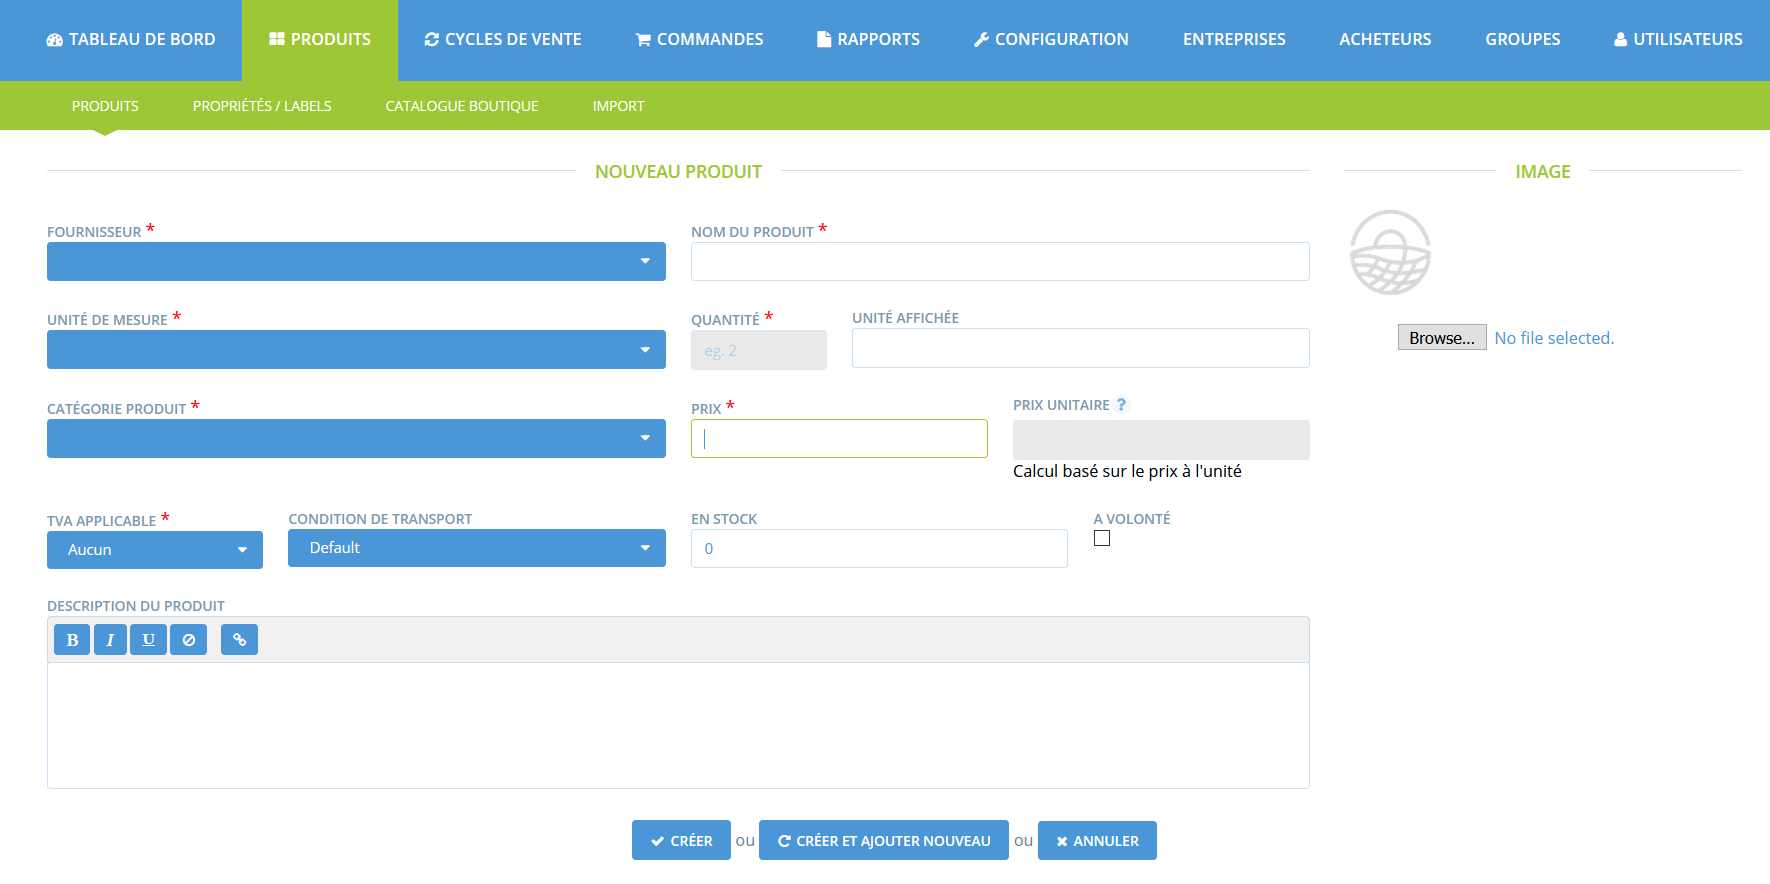 TABLEAU DE BORD PRODUITS CYCLES DE VENTE COMMANDES RAPPORTS CONFIGURATION ENTREPRISES ACHETEURS GROUPES UTILISATEURS
PRODUITS PROPRIÉTÉS / LABELS CATALOGUE BOUTIQUE IMPORT
NOUVEAU PRODUIT IMAGE
FOURNISSEUR * NOM DU PRODUIT *
UNITÉ DE MESURE * QUANTITÉ * UNITÉ AFFICHÉE
eg. 2
Browse... No file selected.
CATÉGORIE PRODUIT * PRIX * PRIX UNITAIRE ?
Calcul basé sur le prix à l'unité
TVA APPLICABLE * CONDITION DE TRANSPORT EN STOCK A VOLONTÉ
Aucun Default 0
DESCRIPTION DU PRODUIT
B I U
CRÉER ou CRÉER ET AJOUTER NOUVEAU ou ANNULER